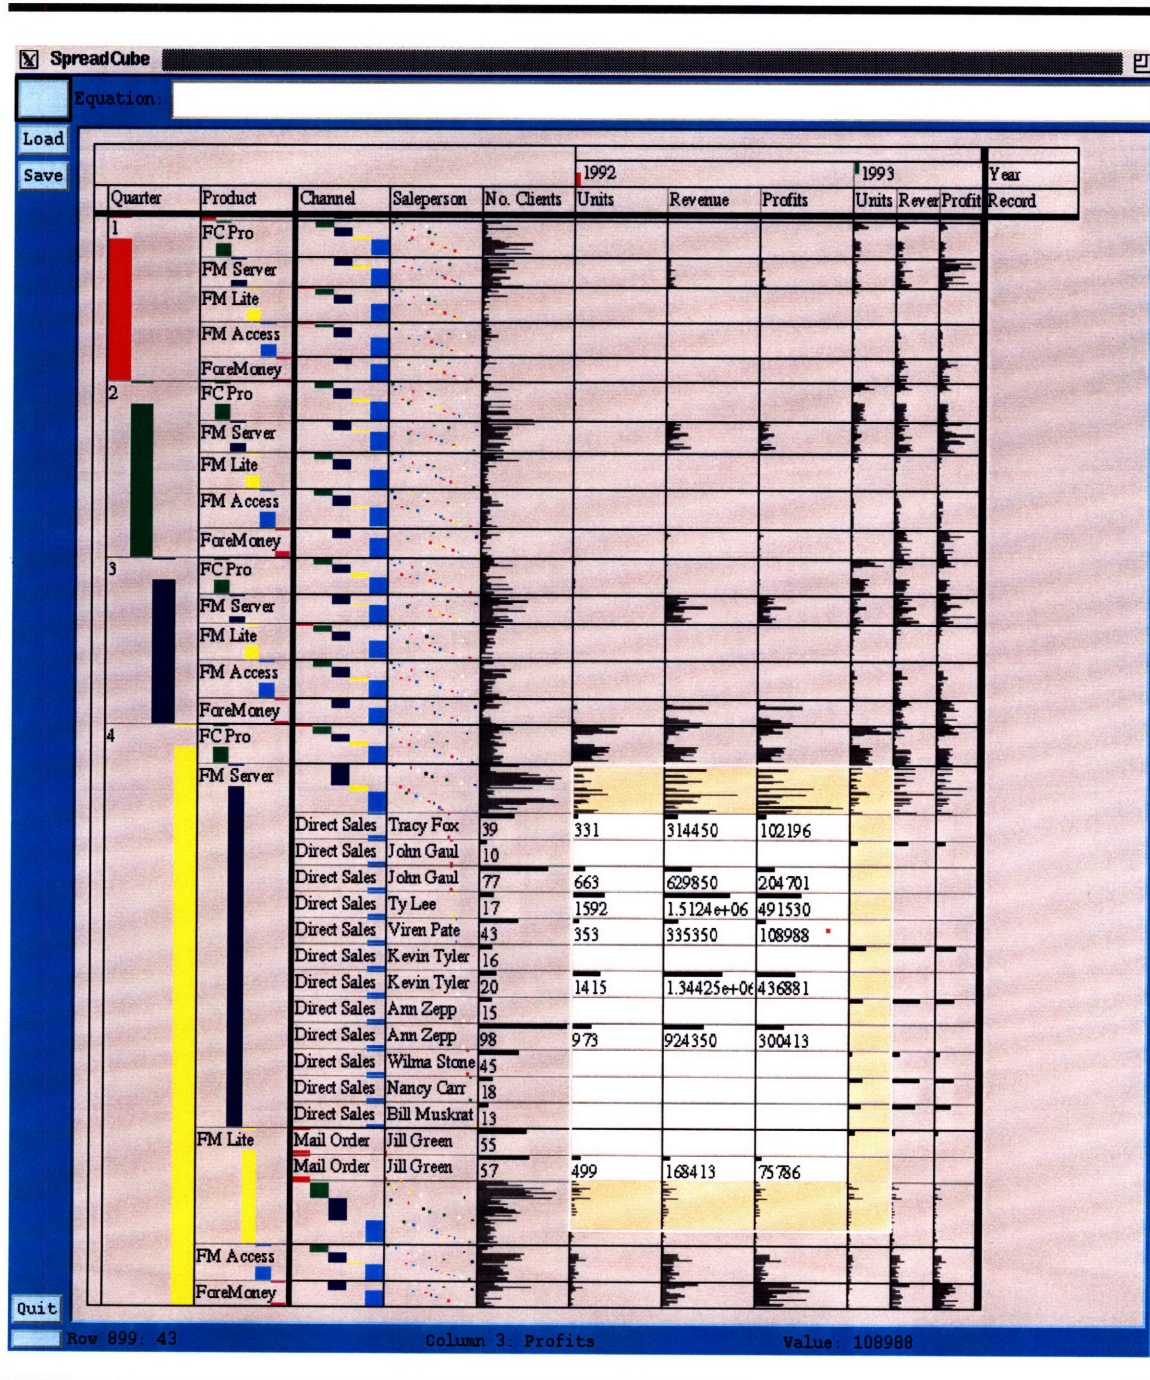 SpreadCube
Equation:
Load
Save
1992 1993 Year
Quarter Product Channel Saleperson No. Clients Units Revenue Profits Units Rever Profit Record
1
FC Pro
FM Server
FM Lite
FM Access
ForeMoney
2
FC Pro
FM Server
FM Lite
FM Access
ForeMoney
3
FC Pro
FM Server
FM Lite
FM Access
ForeMoney
4
FC Pro
FM Server
Direct Sales Tracy Fox 39 331 314450 102196
Direct Sales John Gaul 10
Direct Sales John Gaul 77 663 629850 204701
Direct Sales Ty Lee 17 1592 1.5124e+06 491530
Direct Sales Viren Pate 43 353 335350 108988
Direct Sales Kevin Tyler 16
Direct Sales Kevin Tyler 20 1415 1.34425e+06 436881
Direct Sales Ann Zepp 15
Direct Sales Ann Zepp 98 973 924350 300413
Direct Sales Wilma Stone 45
Direct Sales Nancy Carr 18
Direct Sales Bill Muskrat 13
FM Lite Mail Order Jill Green 55
Mail Order Jill Green 57 499 168413 75786
FM Access
ForeMoney
Quit
Row 899: 43 Column 3: Profits Value: 108988